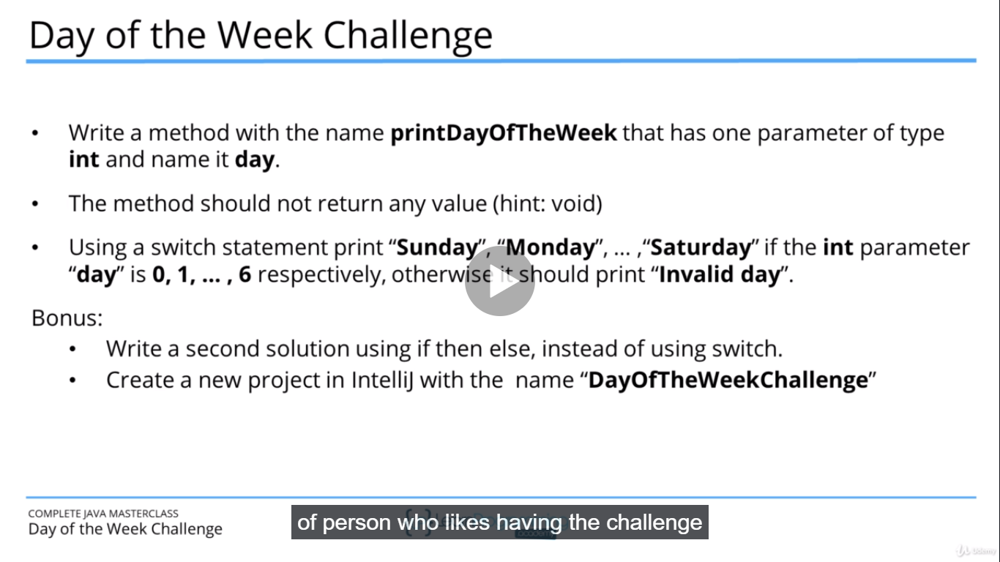 Day of the Week Challenge
• Write a method with the name printDayOfTheWeek that has one parameter of type
int and name it day.
• The method should not return any value (hint: void)
• Using a switch statement print “Sunday”, “Monday”, ... ,“Saturday” if the int parameter
“day” is 0, 1, ... , 6 respectively, otherwise it should print “Invalid day”.
Bonus:
• Write a second solution using if then else, instead of using switch.
• Create a new project in IntelliJ with the name “DayOfTheWeekChallenge”
COMPLETE JAVA MASTERCLASS
Day of the Week Challenge
of person who likes having the challenge
Udemy